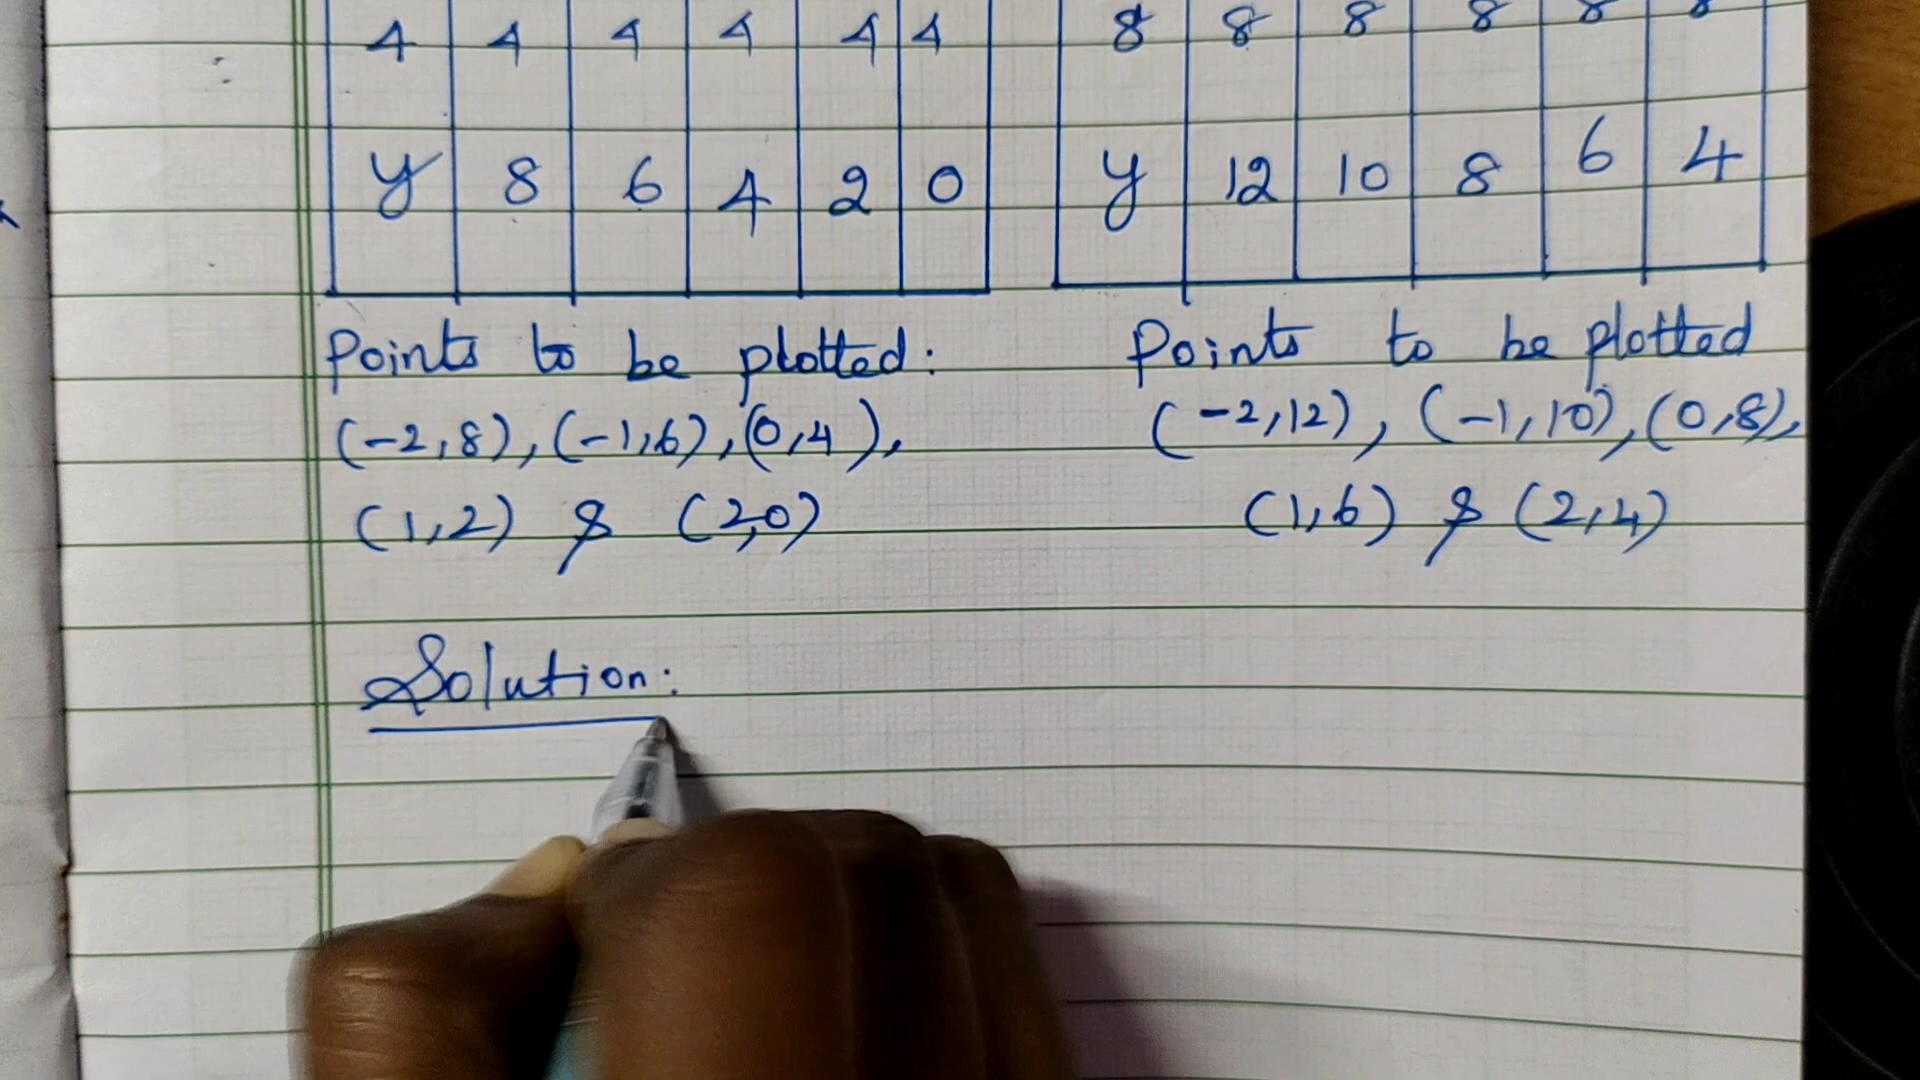 4 4 4 4 4 4
y 8 6 4 2 0
Points to be plotted:
(-2,8), (-1,6), (0,4),
(1,2) & (2,0)
8 8 8 8 8 8
y 12 10 8 6 4
Points to be plotted
(-2,12), (-1,10), (0,8),
(1,6) & (2,4)
Solution: